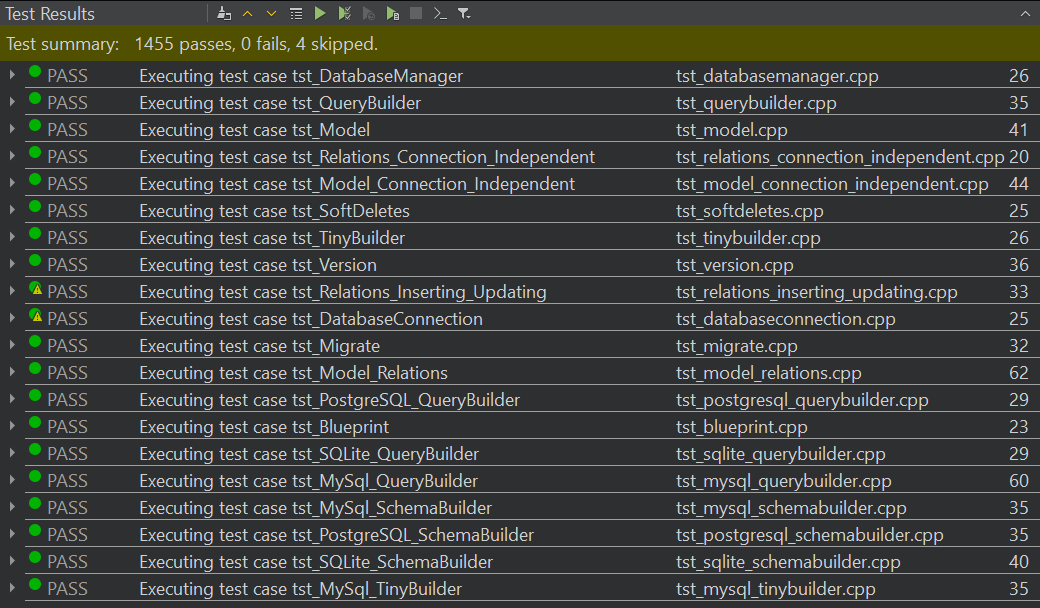 Test Results
Test summary: 1455 passes, 0 fails, 4 skipped.
PASS Executing test case tst_DatabaseManager tst_databasemanager.cpp 26
PASS Executing test case tst_QueryBuilder tst_querybuilder.cpp 35
PASS Executing test case tst_Model tst_model.cpp 41
PASS Executing test case tst_Relations_Connection_Independent tst_relations_connection_independent.cpp 20
PASS Executing test case tst_Model_Connection_Independent tst_model_connection_independent.cpp 44
PASS Executing test case tst_SoftDeletes tst_softdeletes.cpp 25
PASS Executing test case tst_TinyBuilder tst_tinybuilder.cpp 26
PASS Executing test case tst_Version tst_version.cpp 36
PASS Executing test case tst_Relations_Inserting_Updating tst_relations_inserting_updating.cpp 33
PASS Executing test case tst_DatabaseConnection tst_databaseconnection.cpp 25
PASS Executing test case tst_Migrate tst_migrate.cpp 32
PASS Executing test case tst_Model_Relations tst_model_relations.cpp 62
PASS Executing test case tst_PostgreSQL_QueryBuilder tst_postgresql_querybuilder.cpp 29
PASS Executing test case tst_Blueprint tst_blueprint.cpp 23
PASS Executing test case tst_SQLite_QueryBuilder tst_sqlite_querybuilder.cpp 29
PASS Executing test case tst_MySql_QueryBuilder tst_mysql_querybuilder.cpp 60
PASS Executing test case tst_MySql_SchemaBuilder tst_mysql_schemabuilder.cpp 35
PASS Executing test case tst_PostgreSQL_SchemaBuilder tst_postgresql_schemabuilder.cpp 35
PASS Executing test case tst_SQLite_SchemaBuilder tst_sqlite_schemabuilder.cpp 40
PASS Executing test case tst_MySql_TinyBuilder tst_mysql_tinybuilder.cpp 35